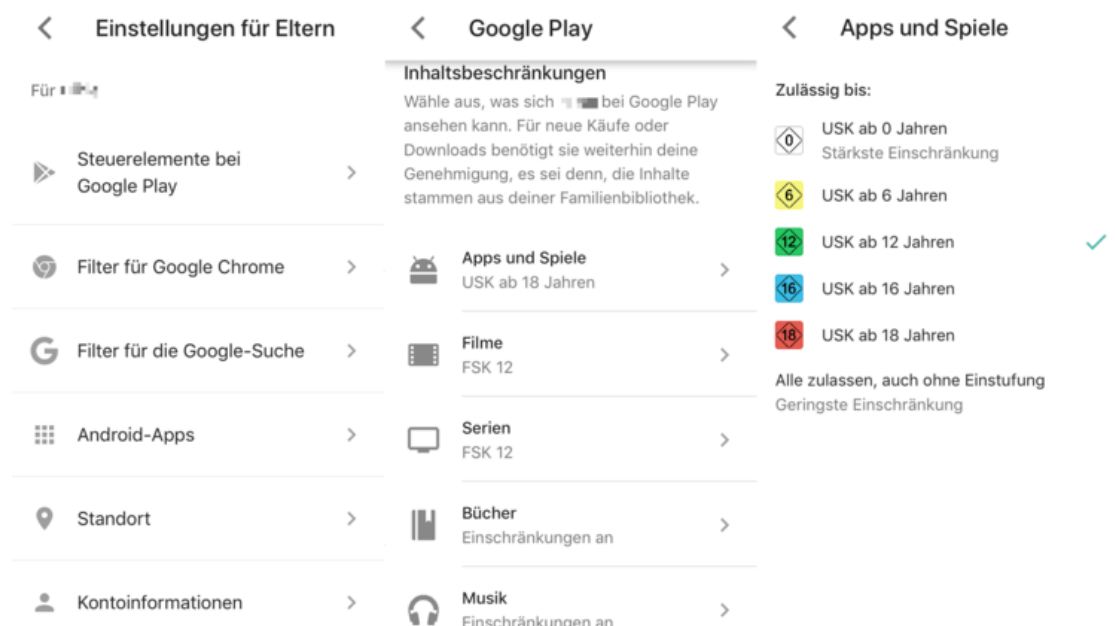 Einstellungen für Eltern
Für
Steuerelemente bei
Google Play
Filter für Google Chrome
Filter für die Google-Suche
Android-Apps
Standort
Kontoinformationen
Google Play
Inhaltsbeschränkungen
Wähle aus, was sich bei Google Play
ansehen kann. Für neue Käufe oder
Downloads benötigt sie weiterhin deine
Genehmigung, es sei denn, die Inhalte
stammen aus deiner Familienbibliothek.
Apps und Spiele
USK ab 18 Jahren
Filme
FSK 12
Serien
FSK 12
Bücher
Einschränkungen an
Musik
Einschränkungen an
Apps und Spiele
Zulässig bis:
0
USK ab 0 Jahren
Stärkste Einschränkung
6 USK ab 6 Jahren
12 USK ab 12 Jahren
16 USK ab 16 Jahren
18 USK ab 18 Jahren
Alle zulassen, auch ohne Einstufung
Geringste Einschränkung